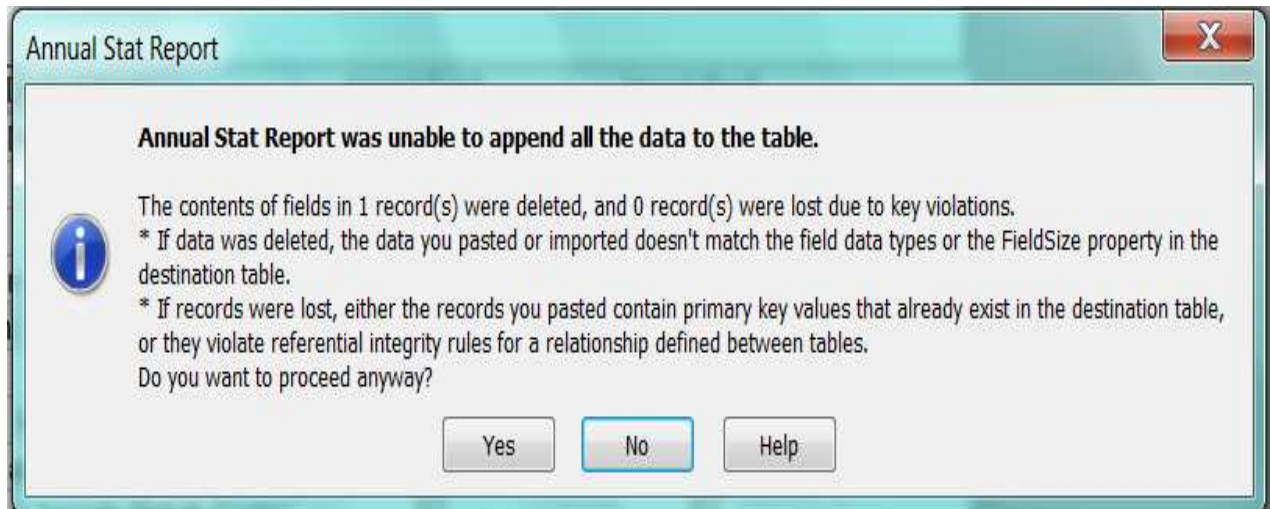 Annual Stat Report
X
Annual Stat Report was unable to append all the data to the table.
The contents of fields in 1 record(s) were deleted, and 0 record(s) were lost due to key violations.
* If data was deleted, the data you pasted or imported doesn't match the field data types or the FieldSize property in the
destination table.
* If records were lost, either the records you pasted contain primary key values that already exist in the destination table,
or they violate referential integrity rules for a relationship defined between tables.
Do you want to proceed anyway?
Yes No Help